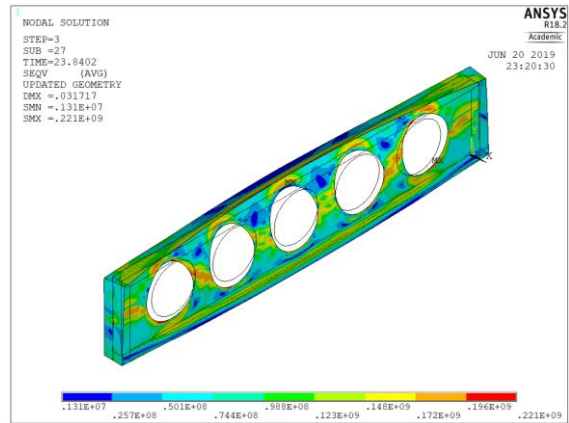 1
NODAL SOLUTION
STEP=3
SUB =27
TIME=23.8402
SEQV (AVG)
UPDATED GEOMETRY
DMX =.031717
SMN =.131E+07
SMX =.221E+09
ANSYS
R18.2
Academic
JUN 20 2019
23:20:30
MX
X
.131E+07 .501E+08 .988E+08 .148E+09 .196E+09
.257E+08 .744E+08 .123E+09 .172E+09 .221E+09